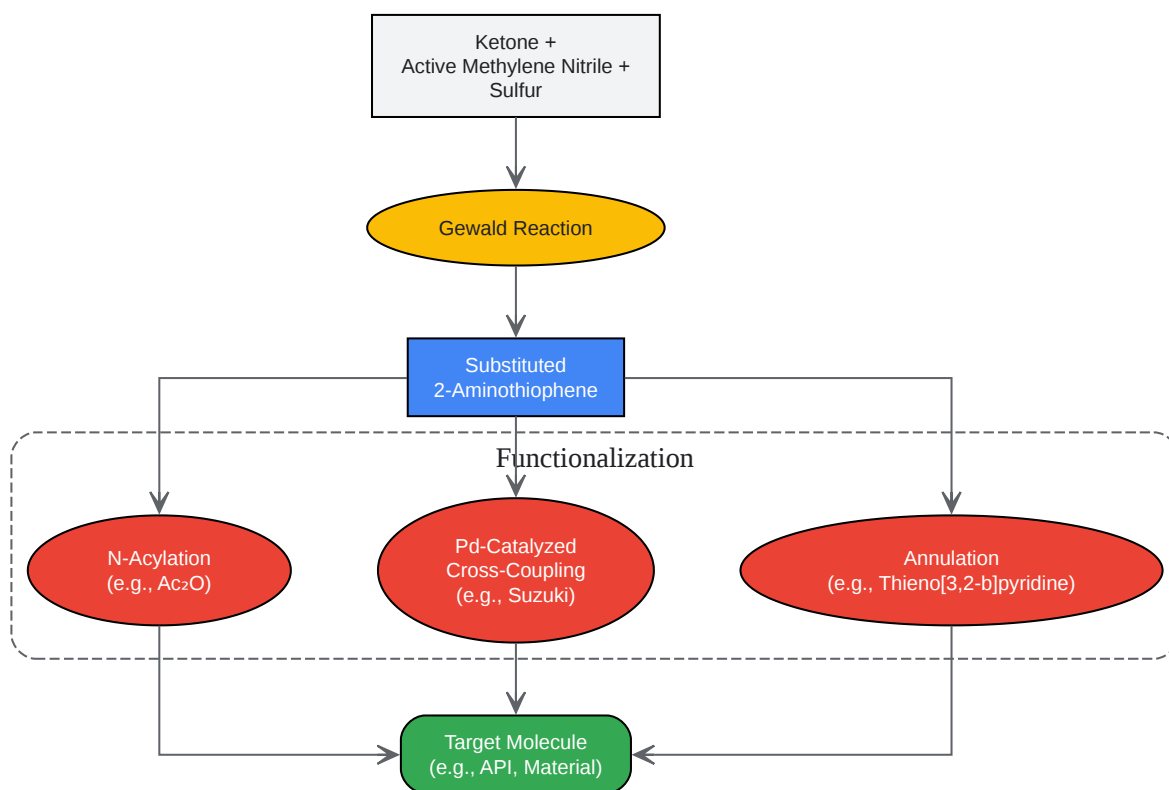 Ketone +
Active Methylene Nitrile +
Sulfur
Gewald Reaction
Substituted
2-Aminothiophene
Functionalization
N-Acylation
(e.g., Ac₂O)
Pd-Catalyzed
Cross-Coupling
(e.g., Suzuki)
Annulation
(e.g., Thieno[3,2-b]pyridine)
Target Molecule
(e.g., API, Material)